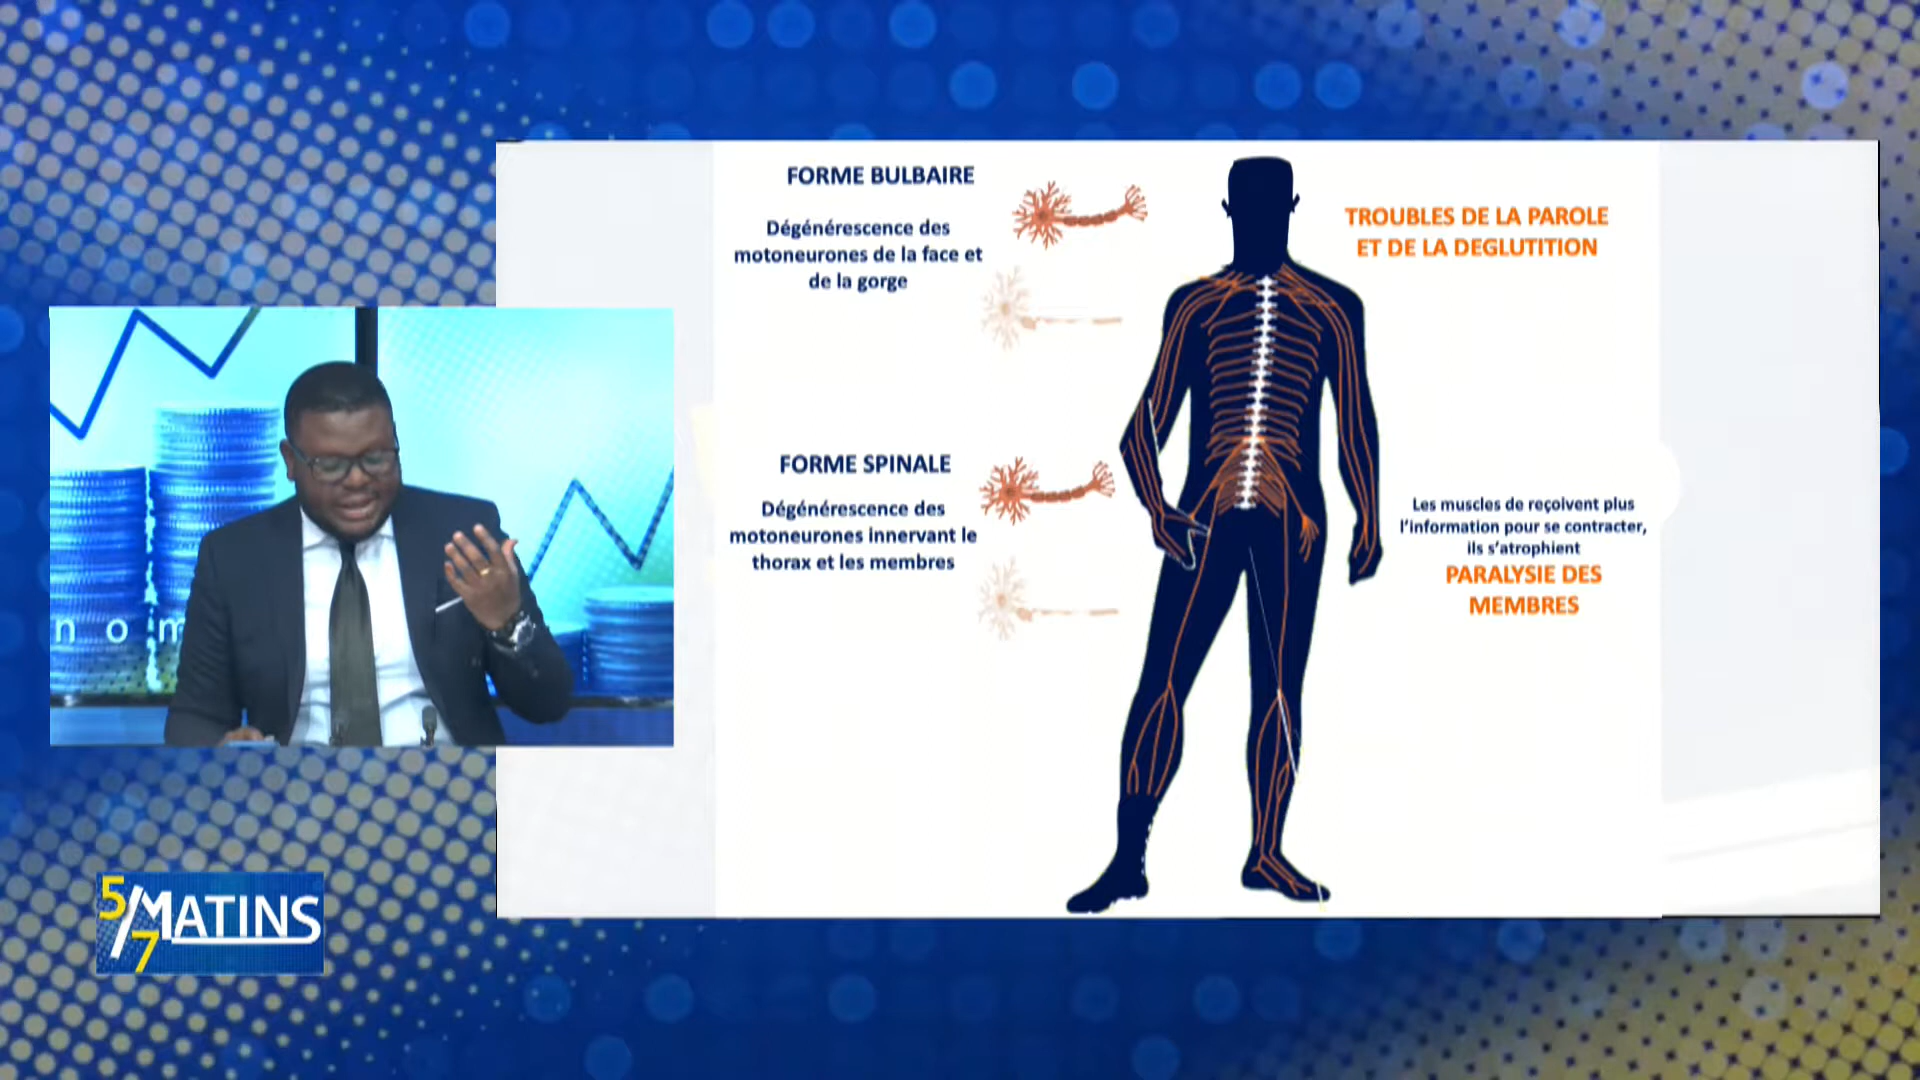 FORME BULBAIRE
Dégénérescence des
motoneurones de la face et
de la gorge
TROUBLES DE LA PAROLE
ET DE LA DEGLUTITION
FORME SPINALE
Dégénérescence des
motoneurones innervant le
thorax et les membres
Les muscles de reçoivent plus
l'information pour se contracter,
ils s'atrophient
PARALYSIE DES
MEMBRES
nom
5/7 MATINS